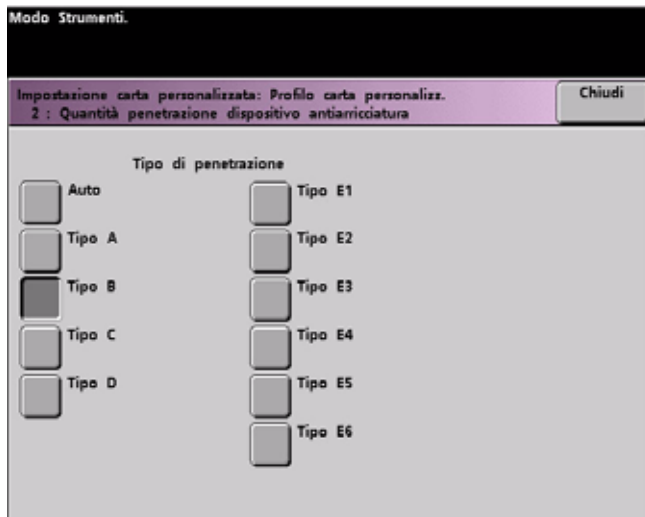 Modo Strumenti.
Impostazione carta personalizzata: Profilo carta personalizz.
2 : Quantità penetrazione dispositivo antiarricciatura
Chiudi
Tipo di penetrazione
Auto
Tipo A
Tipo B
Tipo C
Tipo D
Tipo E1
Tipo E2
Tipo E3
Tipo E4
Tipo E5
Tipo E6